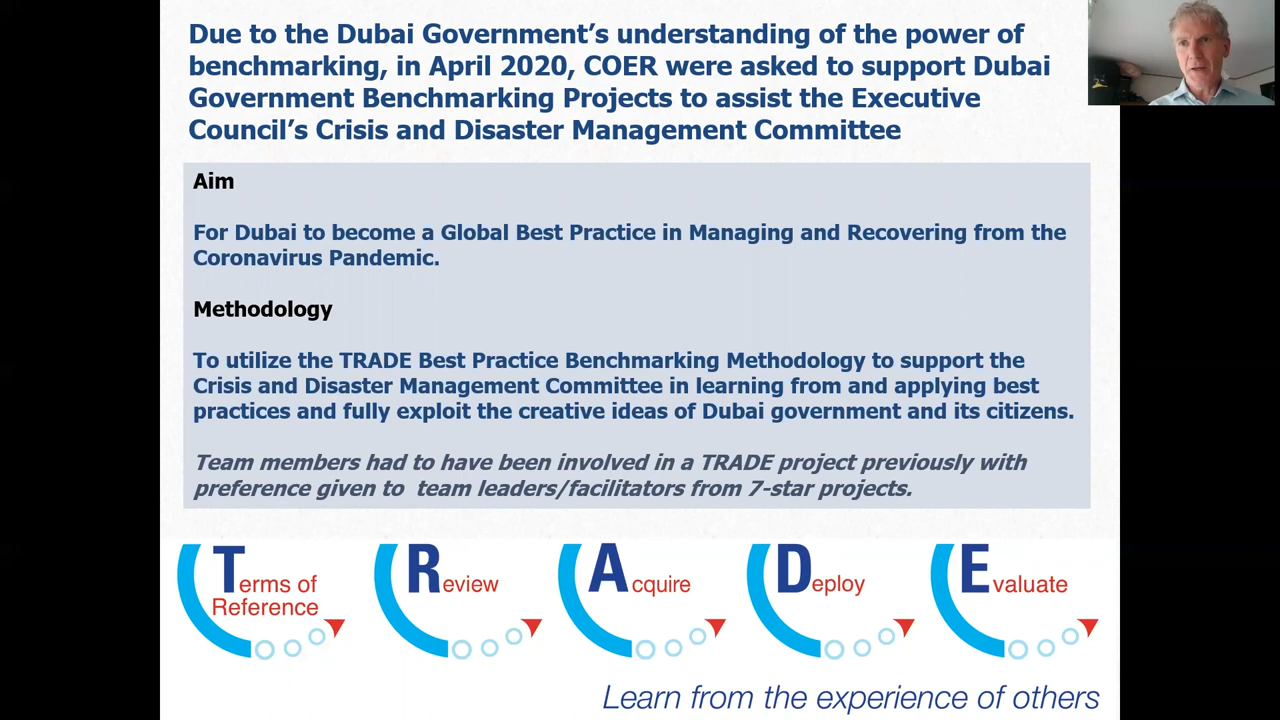 Due to the Dubai Government’s understanding of the power of
benchmarking, in April 2020, COER were asked to support Dubai
Government Benchmarking Projects to assist the Executive
Council’s Crisis and Disaster Management Committee
Aim
For Dubai to become a Global Best Practice in Managing and Recovering from the
Coronavirus Pandemic.
Methodology
To utilize the TRADE Best Practice Benchmarking Methodology to support the
Crisis and Disaster Management Committee in learning from and applying best
practices and fully exploit the creative ideas of Dubai government and its citizens.
Team members had to have been involved in a TRADE project previously with
preference given to team leaders/facilitators from 7-star projects.
Terms of
Reference
Review
Acquire
Deploy
Evaluate
Learn from the experience of others